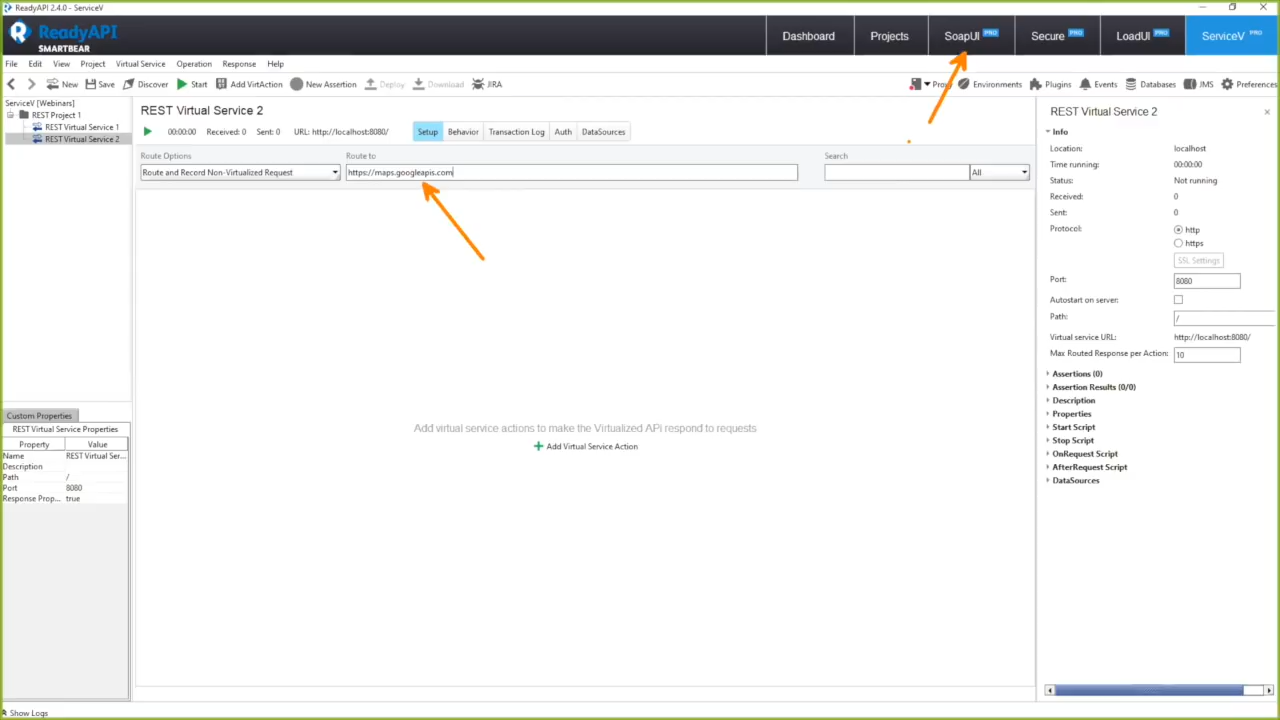 ReadyAPI 2.4.0 - ServiceV
ReadyAPI
SMARTBEAR
Dashboard
Projects
SoapUI PRO
Secure PRO
LoadUI PRO
ServiceV PRO
File Edit View Project Virtual Service Operation Response Help
New Save Discover Start Add VirtAction New Assertion Deploy Download JIRA
Environments Plugins Events Databases JMS Preferences
ServiceV [Webinars]
REST Project 1
REST Virtual Service 1
REST Virtual Service 2
REST Virtual Service 2
00:00:00 Received: 0 Sent: 0 URL: http://localhost:8080/
Setup Behavior Transaction Log Auth DataSources
Route Options Route to Search
Route and Record Non-Virtualized Request https://maps.googleapis.com All
Add virtual service actions to make the Virtualized APi respond to requests
Add Virtual Service Action
Custom Properties
REST Virtual Service Properties
Property Value
Name REST Virtual Ser...
Description
Path /
Port 8080
Response Prop... true
REST Virtual Service 2
Info
Location: localhost
Time running: 00:00:00
Status: Not running
Received: 0
Sent: 0
Protocol: http
https
SSL Settings
Port: 8080
Autostart on server:
Path: /
Virtual service URL: http://localhost:8080/
Max Routed Response per Action: 10
Assertions (0)
Assertion Results (0/0)
Description
Properties
Start Script
Stop Script
OnRequest Script
AfterRequest Script
DataSources
Show Logs